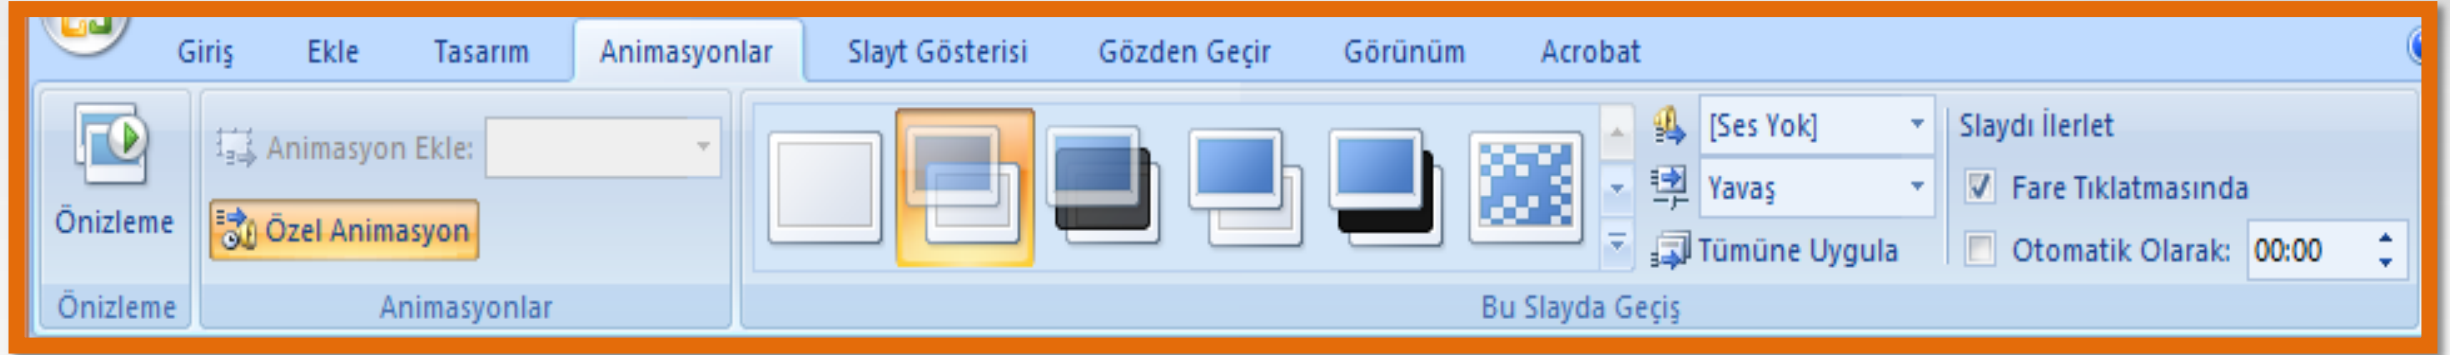 Giriş Ekle Tasarım Animasyonlar Slayt Gösterisi Gözden Geçir Görünüm Acrobat
Önizleme
Animasyon Ekle:
Özel Animasyon
[Ses Yok]
Yavaş
Tümüne Uygula
Slaydı İlerlet
Fare Tıklatmasında
Otomatik Olarak: 00:00
Önizleme Animasyonlar Bu Slayda Geçiş